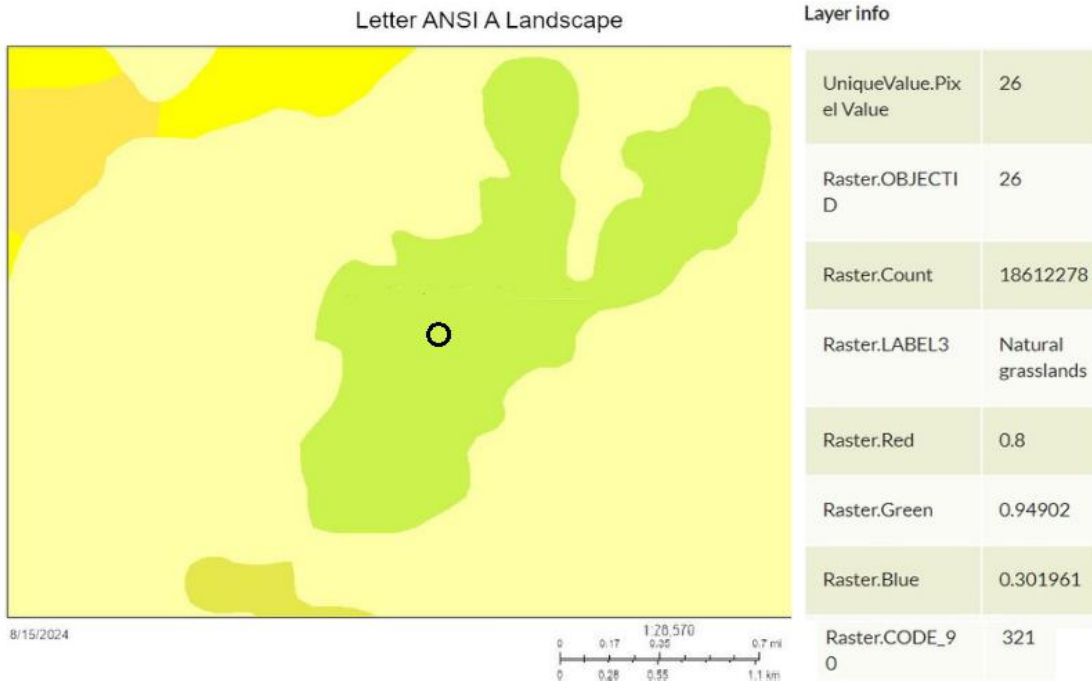 Letter ANSI A Landscape
Layer info
UniqueValue.Pix
el Value
26
Raster.OBJECTI
D
26
Raster.Count
18612278
Raster.LABEL3
Natural
grasslands
Raster.Red
0.8
Raster.Green
0.94902
Raster.Blue
0.301961
Raster.CODE_9
0
321
8/15/2024
1:28,570
0 0.17 0.35 0.7 mi
0 0.28 0.55 1.1 km